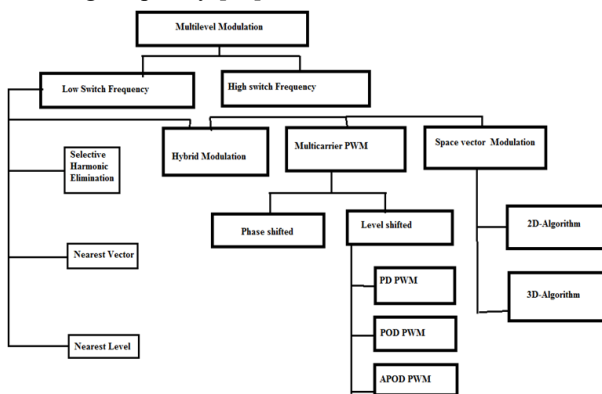 Multilevel Modulation
Low Switch Frequency
High switch Frequency
Selective
Harmonic
Elimination
Hybrid Modulation
Multicarrier PWM
Space vector Modulation
Phase shifted
Level shifted
2D-Algorithm
Nearest Vector
PD PWM
3D-Algorithm
POD PWM
Nearest Level
APOD PWM